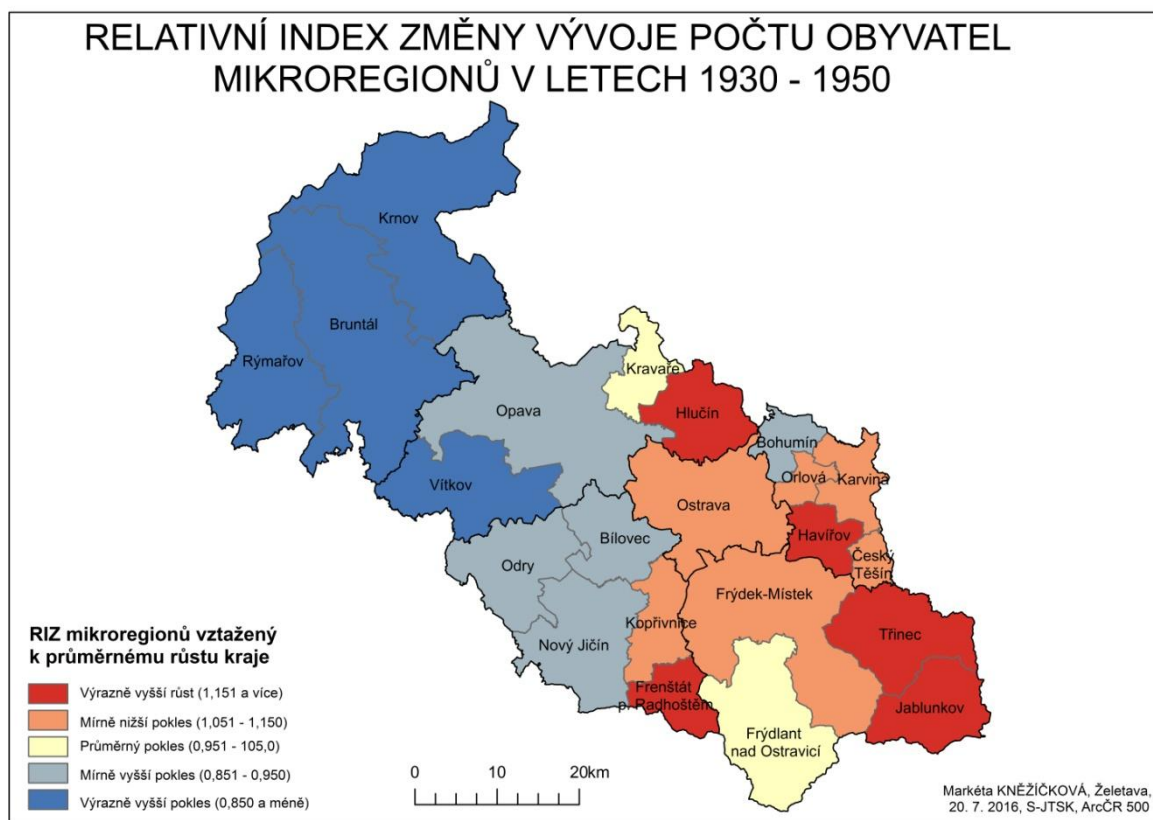 RELATIVNÍ INDEX ZMĚNY VÝVOJE POČTU OBYVATEL
MIKROREGIONŮ V LETECH 1930 - 1950
Krnov
Bruntál
Rýmařov
Kravaře
Opava
Hlučín
Bohumín
Orlová
Karviná
Vítkov
Ostrava
Havířov
Bílovec
Český
Těšín
Odry
Frýdek-Místek
Kopřivnice
Třinec
Nový Jičín
Frenštát
p. Radhoštěm
Jablunkov
Frýdlant
nad Ostravicí
RIZ mikroregionů vztažený
k průměrnému růstu kraje
Výrazně vyšší růst (1,151 a více)
Mírně nižší pokles (1,051 - 1,150)
Průměrný pokles (0,951 - 105,0)
Mírně vyšší pokles (0,851 - 0,950)
Výrazně vyšší pokles (0,850 a méně)
0 10 20km
Markéta KNĚŽÍČKOVÁ, Želetava,
20. 7. 2016, S-JTSK, ArcČR 500